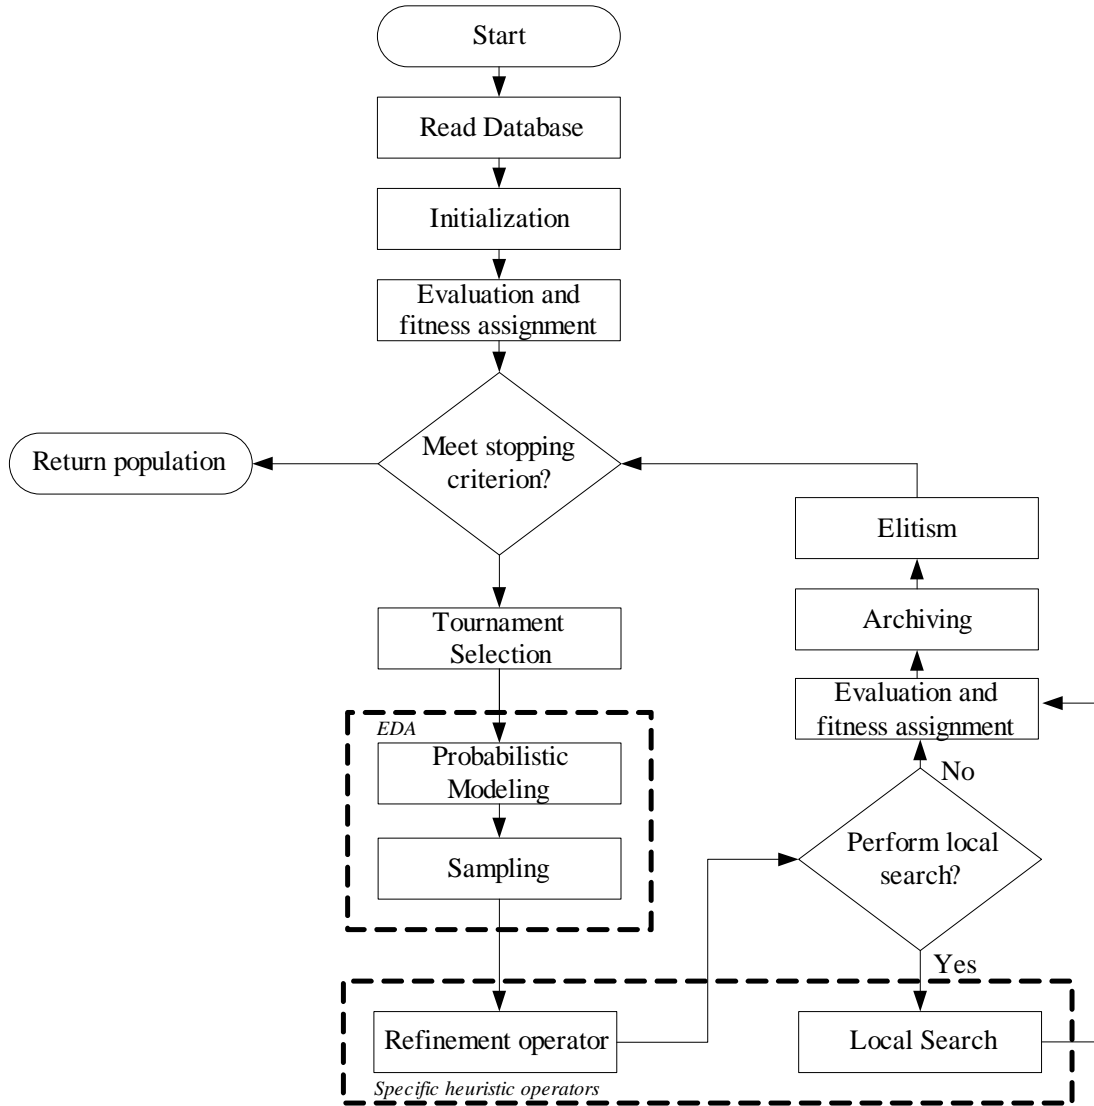 Start
Read Database
Initialization
Evaluation and
fitness assignment
Meet stopping
criterion?
Return population
Elitism
Archiving
Evaluation and
fitness assignment
No
Tournament
Selection
EDA
Probabilistic
Modeling
Sampling
Perform local
search?
Yes
Refinement operator
Local Search
Specific heuristic operators